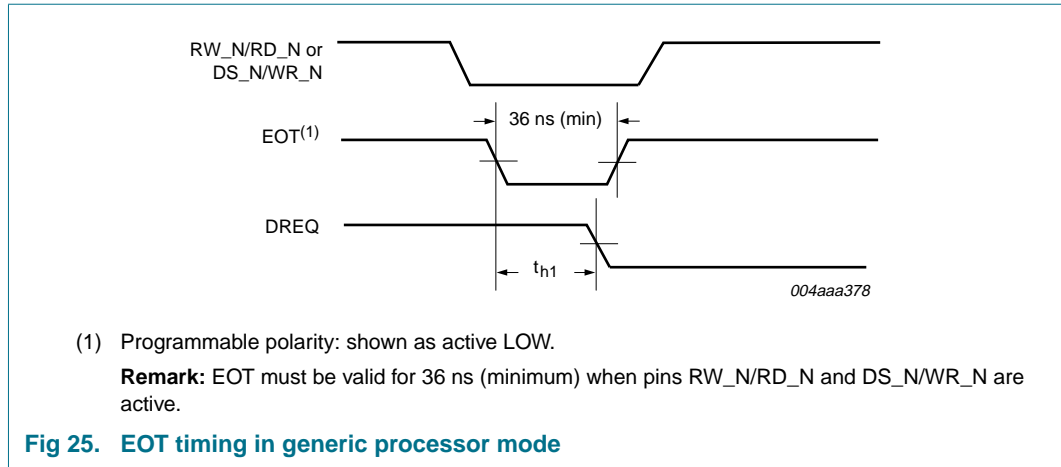 RW_N/RD_N or
DS_N/WR_N
36 ns (min)
EOT(1)
DREQ
th1
004aaa378
(1) Programmable polarity: shown as active LOW.
Remark: EOT must be valid for 36 ns (minimum) when pins RW_N/RD_N and DS_N/WR_N are
active.
Fig 25. EOT timing in generic processor mode